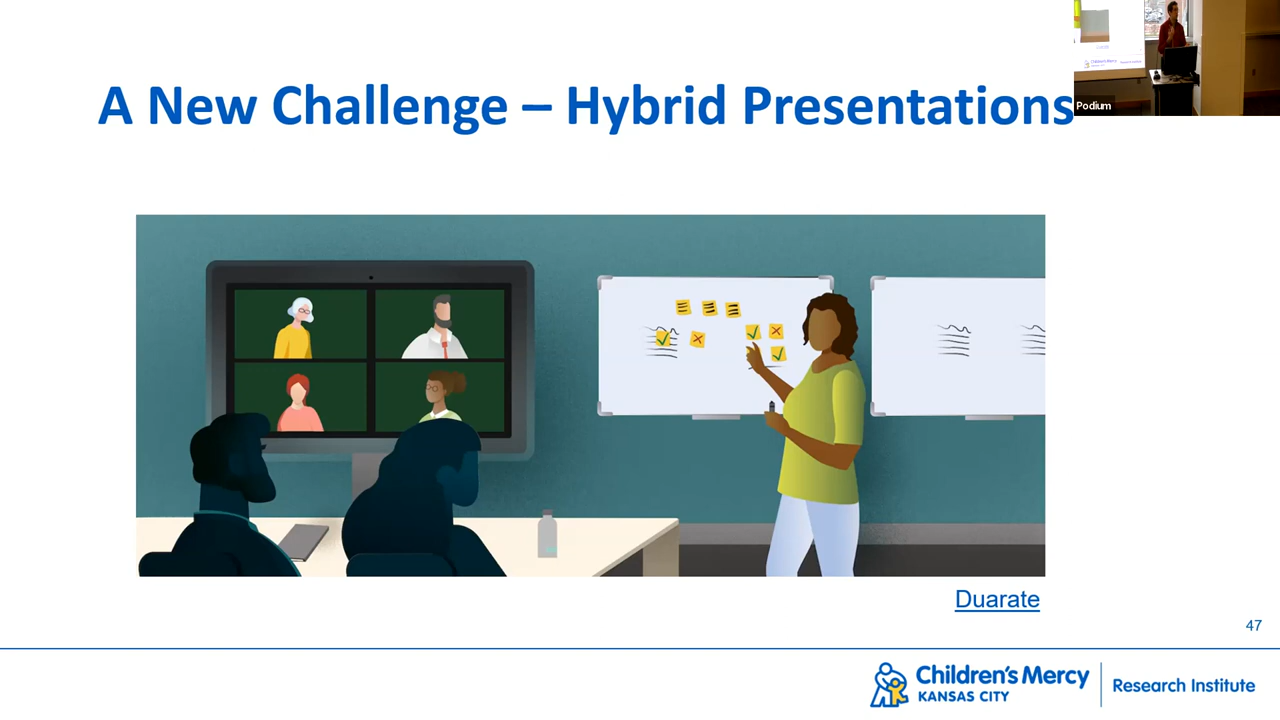 A New Challenge – Hybrid Presentations
Podium
Duarate
47
Children's Mercy
KANSAS CITY
Research Institute